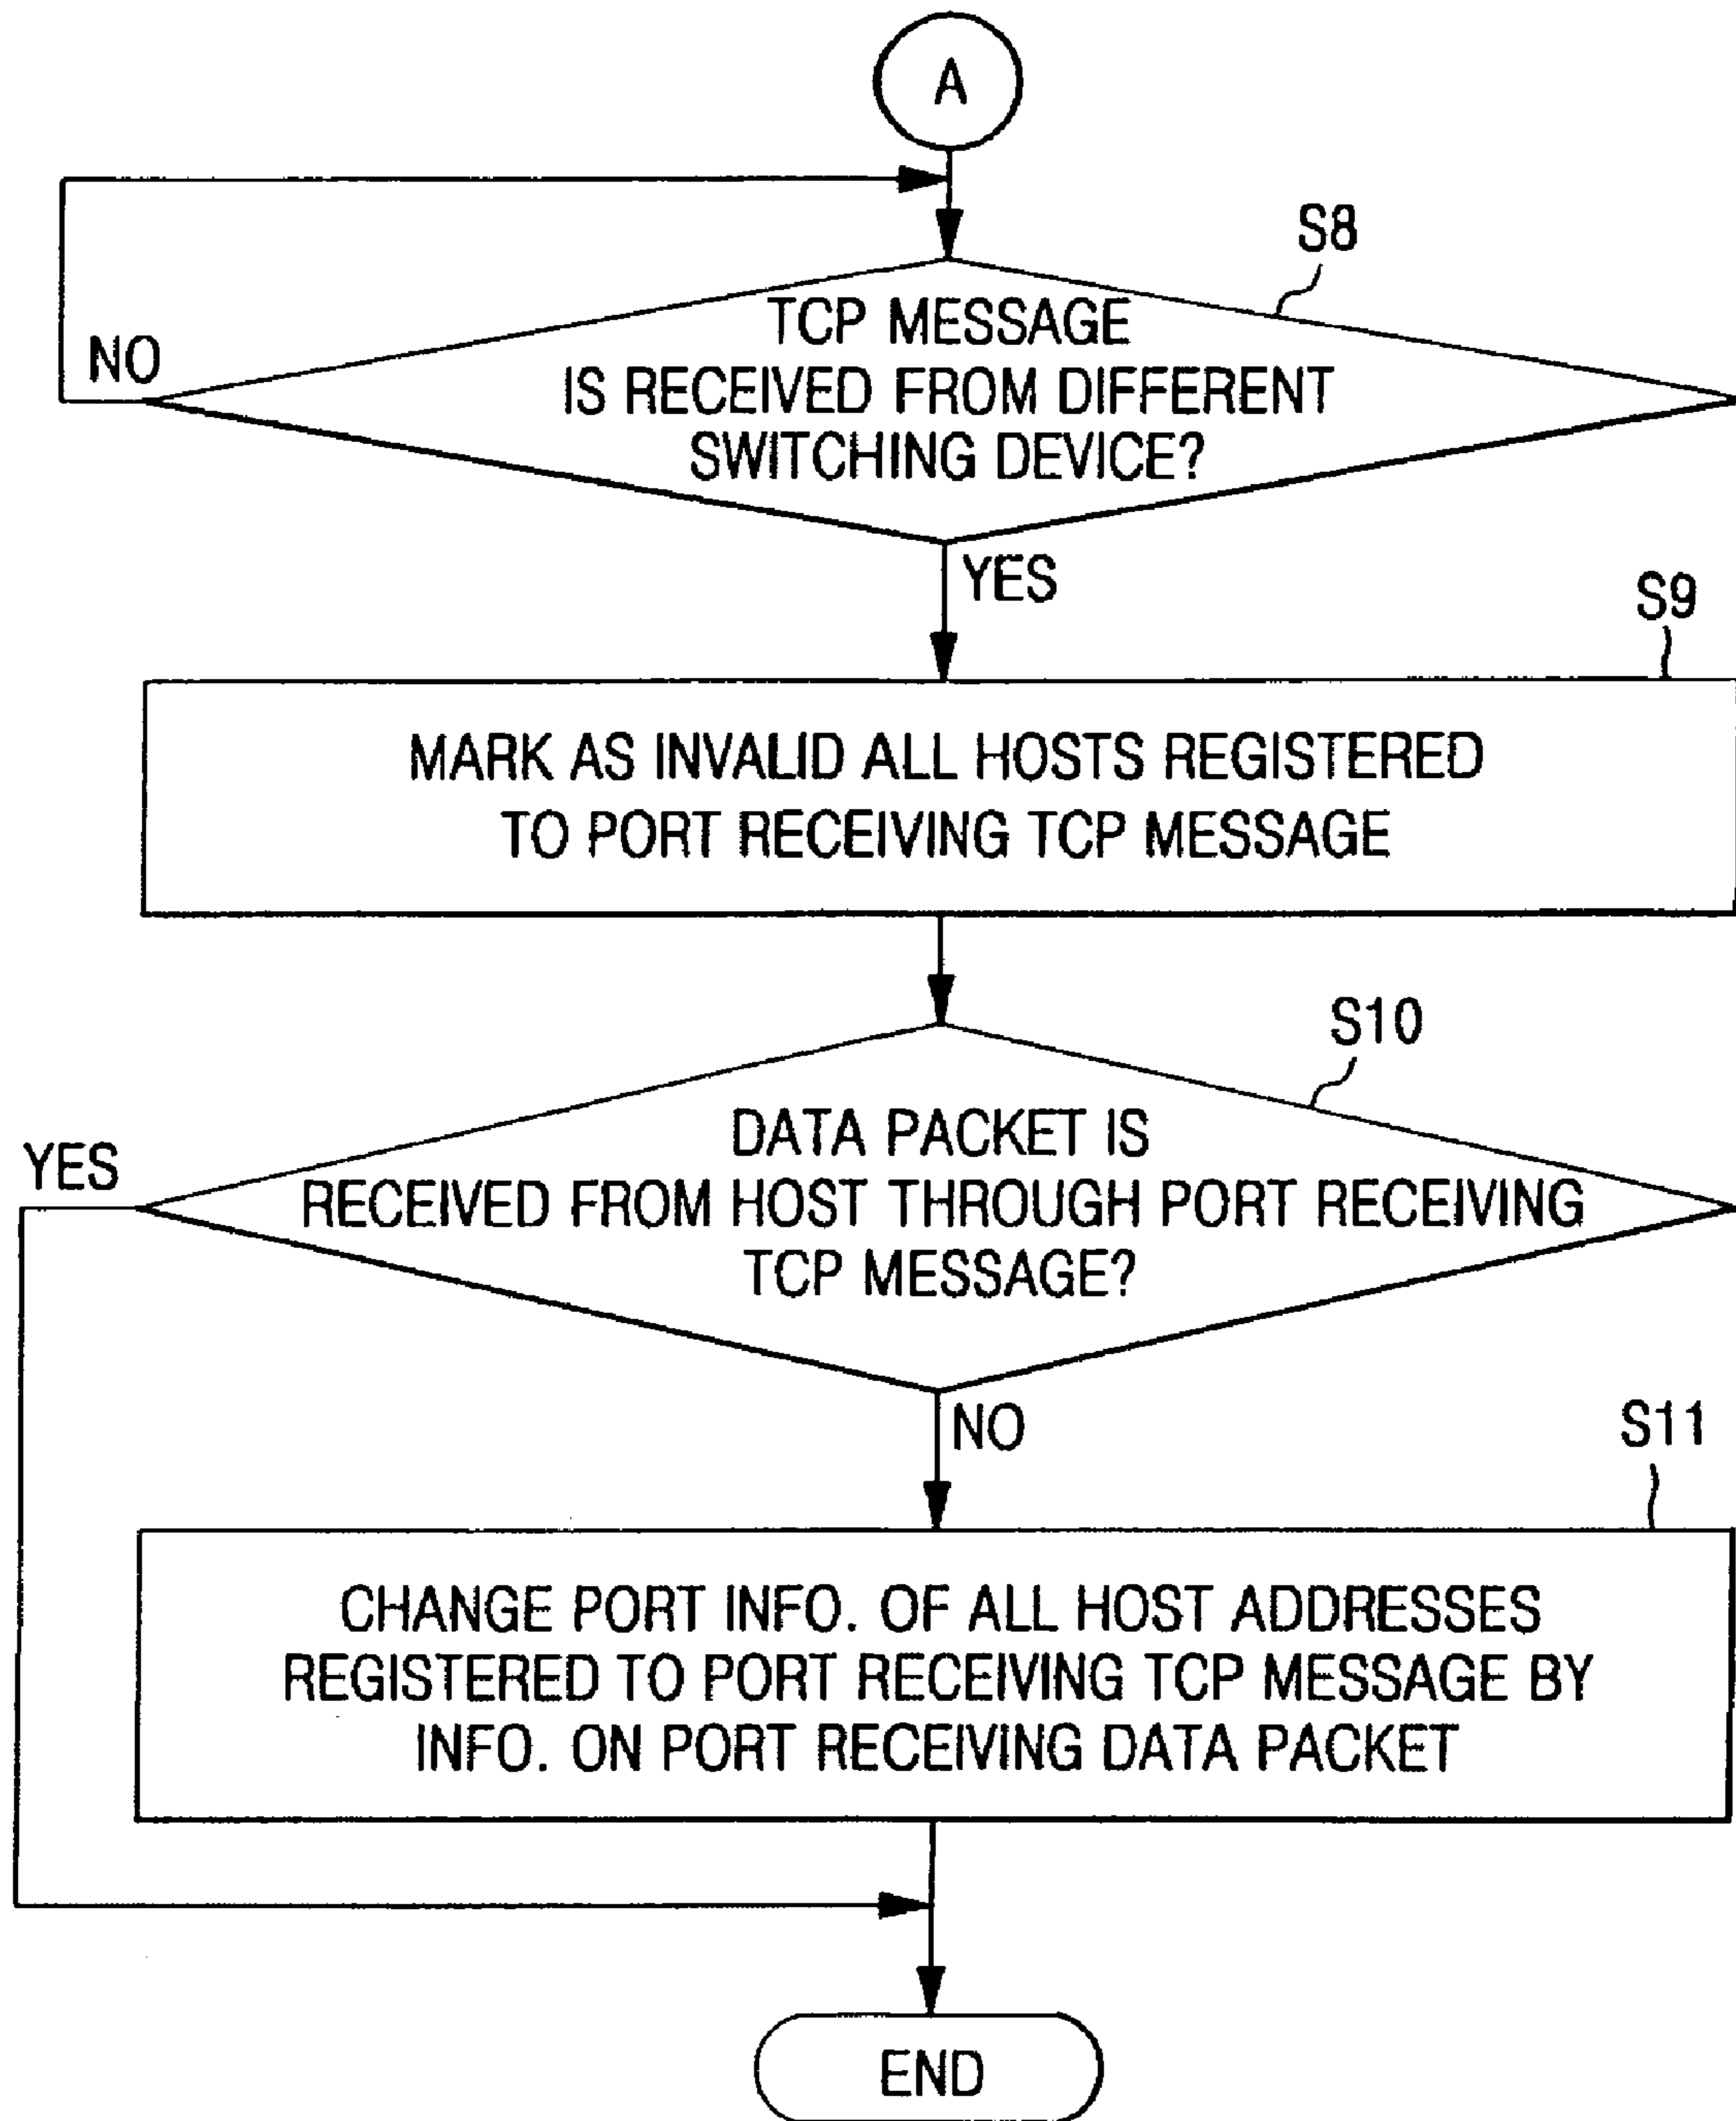 A
S8
TCP MESSAGE
IS RECEIVED FROM DIFFERENT
SWITCHING DEVICE?
NO
YES
S9
MARK AS INVALID ALL HOSTS REGISTERED
TO PORT RECEIVING TCP MESSAGE
S10
DATA PACKET IS
RECEIVED FROM HOST THROUGH PORT RECEIVING
TCP MESSAGE?
YES
NO
S11
CHANGE PORT INFO. OF ALL HOST ADDRESSES
REGISTERED TO PORT RECEIVING TCP MESSAGE BY
INFO. ON PORT RECEIVING DATA PACKET
END